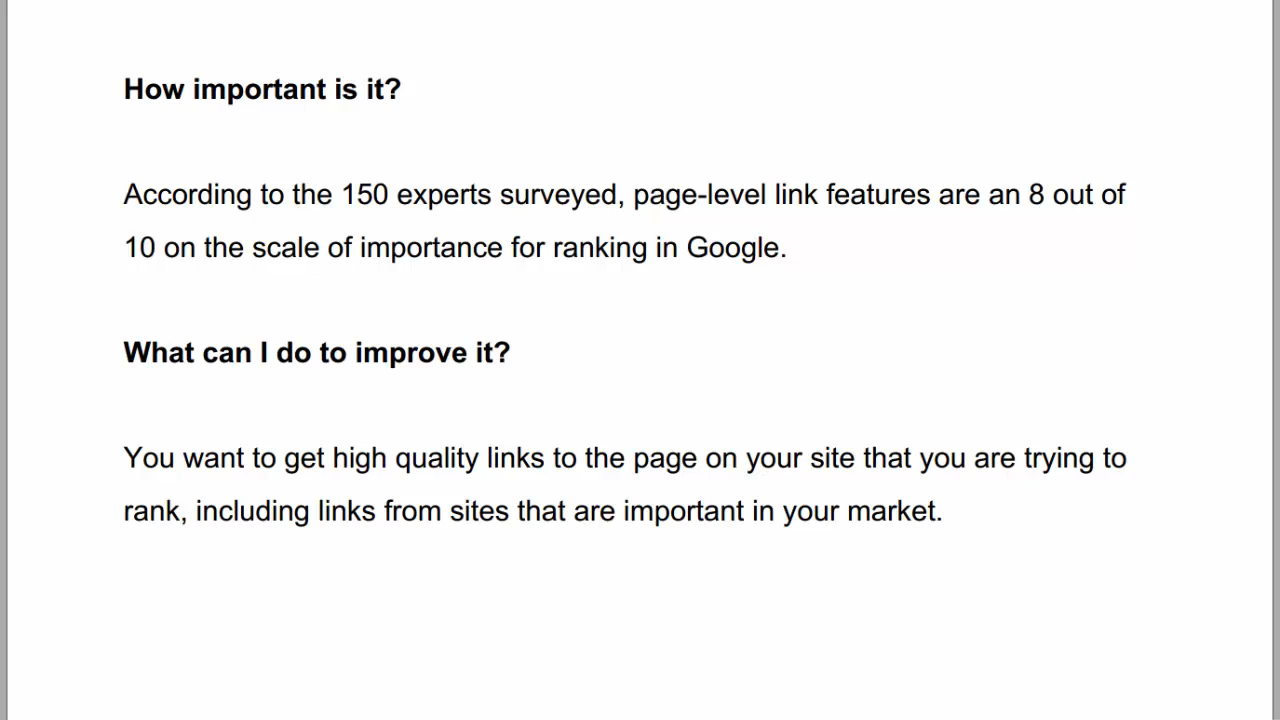 How important is it?
According to the 150 experts surveyed, page-level link features are an 8 out of
10 on the scale of importance for ranking in Google.
What can I do to improve it?
You want to get high quality links to the page on your site that you are trying to
rank, including links from sites that are important in your market.